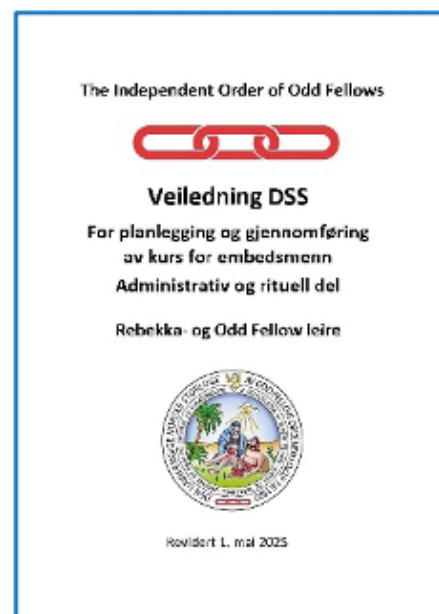 The Independent Order of Odd Fellows
Veiledning DSS
For planlegging og gjennomføring
av kurs for embedsmenn
Administrativ og rituell del
Rebekka- og Odd Fellow leire
Revidert 1. mai 2025